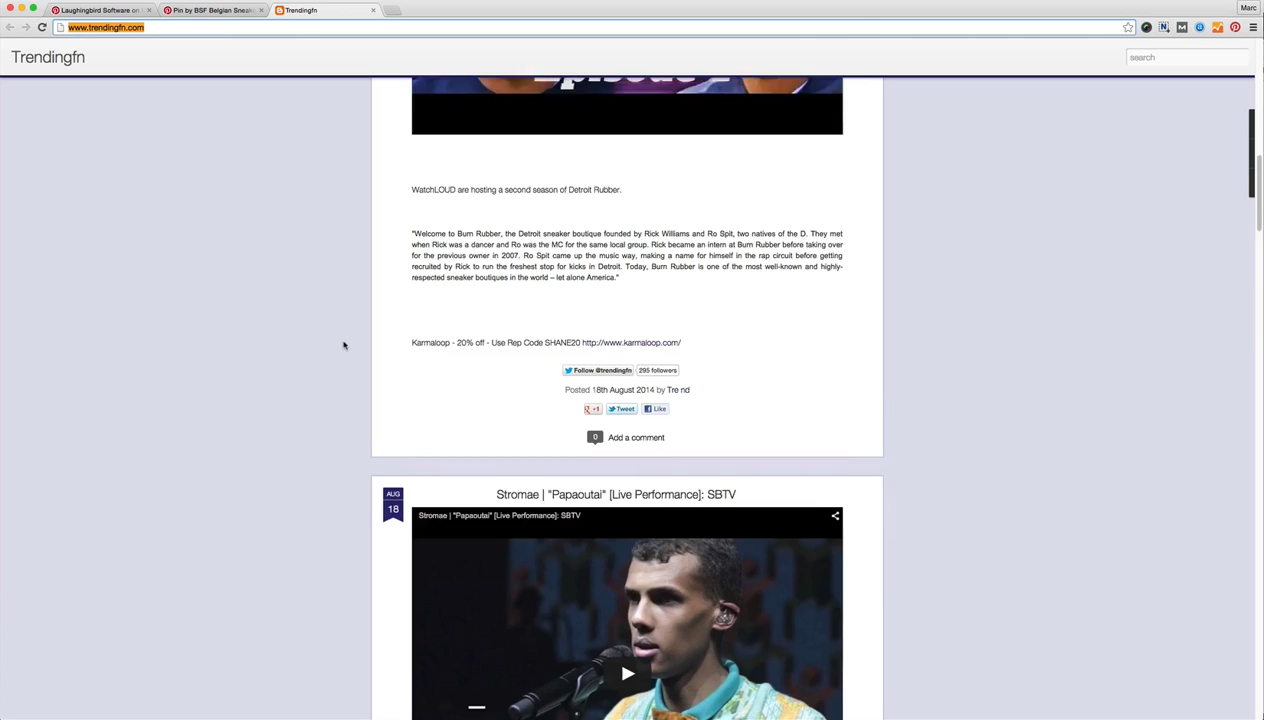 Laughingbird Software on
Pin by BSF Belgian Sneak
Trendingfn
Marc
www.trendingfn.com
Trendingfn
search
Episode
WatchLOUD are hosting a second season of Detroit Rubber.
"Welcome to Burn Rubber, the Detroit sneaker boutique founded by Rick Williams and Ro Spit, two natives of the D. They met
when Rick was a dancer and Ro was the MC for the same local group. Rick became an intern at Burn Rubber before taking over
for the previous owner in 2007. Ro Spit came up the music way, making a name for himself in the rap circuit before getting
recruited by Rick to run the freshest stop for kicks in Detroit. Today, Burn Rubber is one of the most well-known and highly-
respected sneaker boutiques in the world – let alone America."
Karmaloop - 20% off - Use Rep Code SHANE20 http://www.karmaloop.com/
Follow @trendingfn 295 followers
Posted 18th August 2014 by Tre nd
+1 Tweet Like
0 Add a comment
AUG
18
Stromae | "Papaoutai" [Live Performance]: SBTV
Stromae | "Papaoutai" [Live Performance]: SBTV